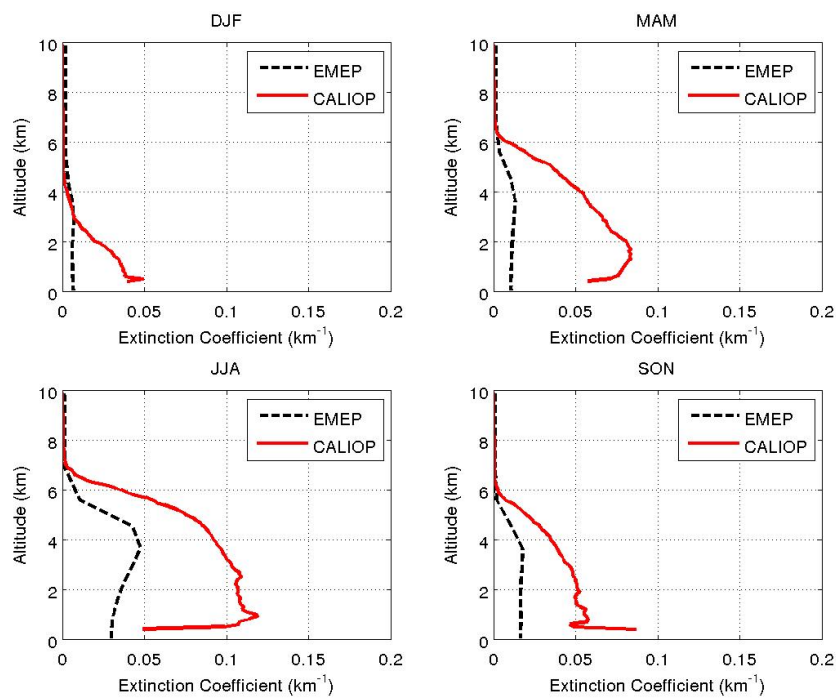 DJF
10
8
6
4
2
0
Altitude (km)
EMEP
CALIOP
0 0.05 0.1 0.15 0.2
Extinction Coefficient (km⁻¹)
MAM
10
8
6
4
2
0
Altitude (km)
EMEP
CALIOP
0 0.05 0.1 0.15 0.2
Extinction Coefficient (km⁻¹)
JJA
10
8
6
4
2
0
Altitude (km)
EMEP
CALIOP
0 0.05 0.1 0.15 0.2
Extinction Coefficient (km⁻¹)
SON
10
8
6
4
2
0
Altitude (km)
EMEP
CALIOP
0 0.05 0.1 0.15 0.2
Extinction Coefficient (km⁻¹)